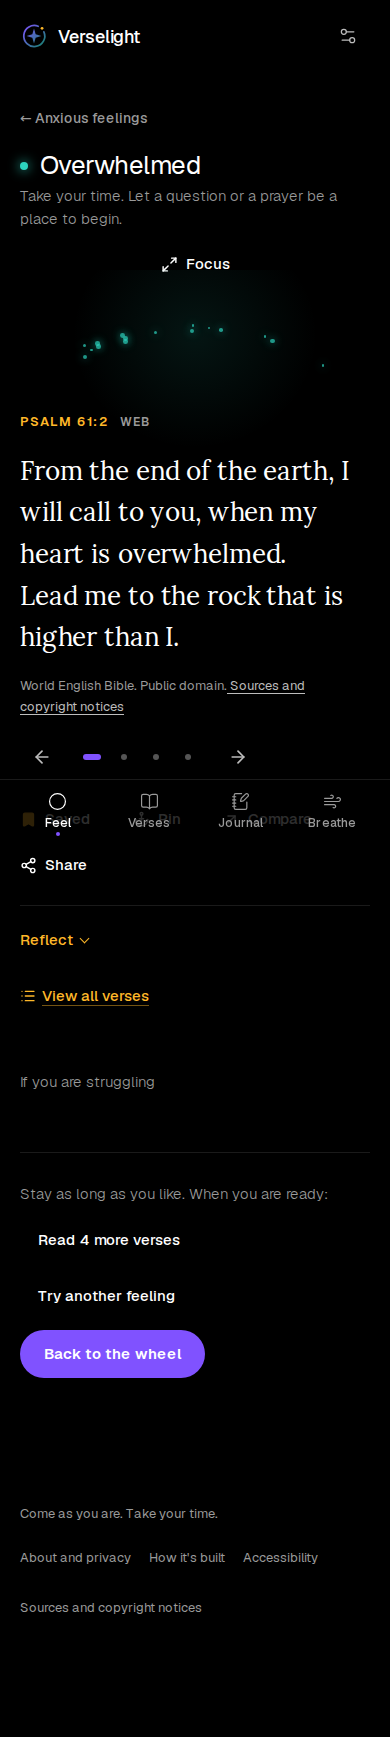 Verselight
← Anxious feelings
Overwhelmed
Take your time. Let a question or a prayer be a
place to begin.
Focus
PSALM 61:2 WEB
From the end of the earth, I
will call to you, when my
heart is overwhelmed.
Lead me to the rock that is
higher than I.
World English Bible. Public domain. Sources and
copyright notices
Saved Pin Compare
Feel Verses Journal Breathe
Share
Reflect
View all verses
If you are struggling
Stay as long as you like. When you are ready:
Read 4 more verses
Try another feeling
Back to the wheel
Come as you are. Take your time.
About and privacy How it's built Accessibility
Sources and copyright notices